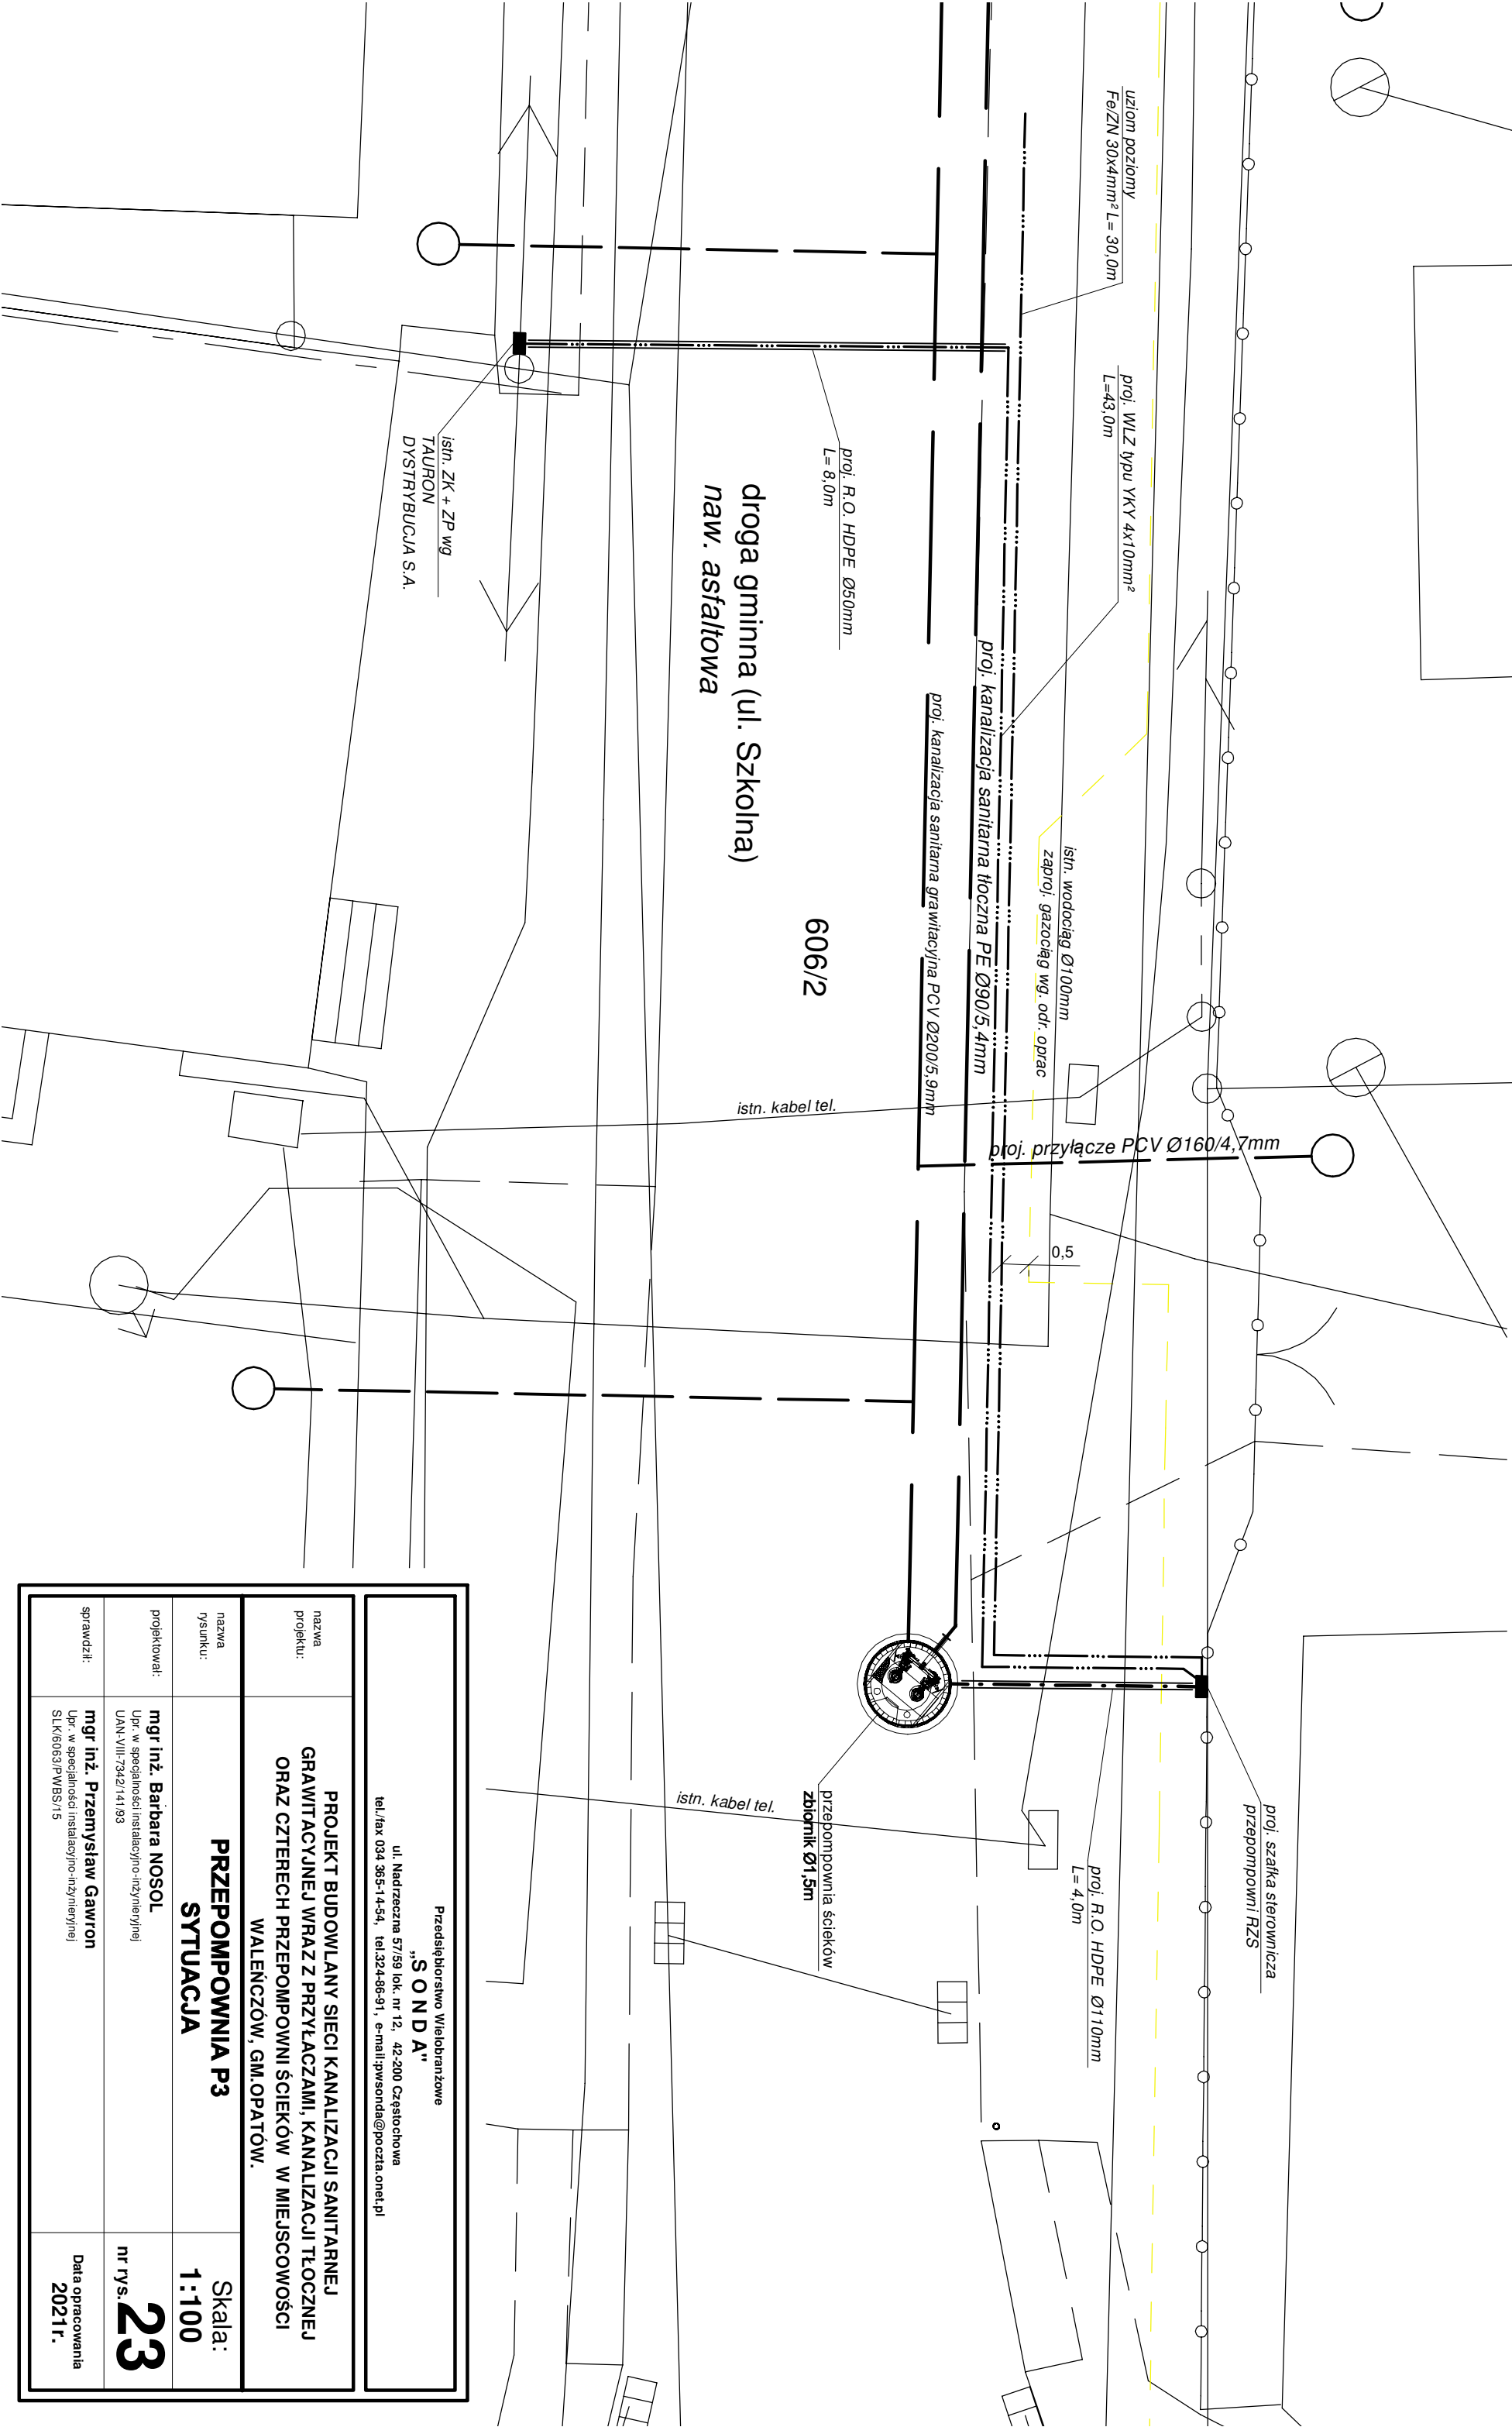 uziom poziomy
Fe/ZN 30x4mm² L= 30,0m
proj. WLZ typu YKY 4x10mm²
L=43,0m
istn. wodociąg Ø100mm
zaproj. gazociąg wg. odr. oprac
proj. przyłącze PCV Ø160/4,7mm
0,5
proj. szafka sterownicza
przepompowni RZS
proj. R.O. HDPE Ø110mm
L= 4,0m
proj. kanalizacja sanitarna tłoczna PE Ø90/5,4mm
proj. kanalizacja sanitarna grawitacyjna PCV Ø200/5,9mm
proj. R.O. HDPE Ø50mm
L= 8,0m
606/2
droga gminna (ul. Szkolna)
naw. asfaltowa
istn. kabel tel.
przepompownia ścieków
zbiornik Ø1,5m
istn. kabel tel.
istn. ZK + ZP wg
TAURON
DYSTRYBUCJA S.A.
Przedsiębiorstwo Wielobranżowe
„S O N D A"
ul. Nadrzeczna 57/59 lok. nr 12, 42-200 Częstochowa
tel./fax 034 365-14-54, tel.324-86-91, e-mail:pwsonda@poczta.onet.pl
nazwa
projektu:
PROJEKT BUDOWLANY SIECI KANALIZACJI SANITARNEJ
GRAWITACYJNEJ WRAZ Z PRZYŁACZAMI, KANALIZACJI TŁOCZNEJ
ORAZ CZTERECH PRZEPOMPOWNI ŚCIEKÓW W MIEJSCOWOŚCI
WALEŃCZÓW, GM.OPATÓW.
nazwa
rysunku:
PRZEPOMPOWNIA P3
SYTUACJA
Skala:
1:100
projektował:
mgr inż. Barbara NOSOL
Upr. w specjalności instalacyjno-inżynieryjnej
UAN-VIII-7342/141/93
nr rys. 23
sprawdził:
mgr inż. Przemysław Gawron
Upr. w specjalności instalacyjno-inżynieryjnej
SLK/6063/PWBS/15
Data opracowania
2021r.